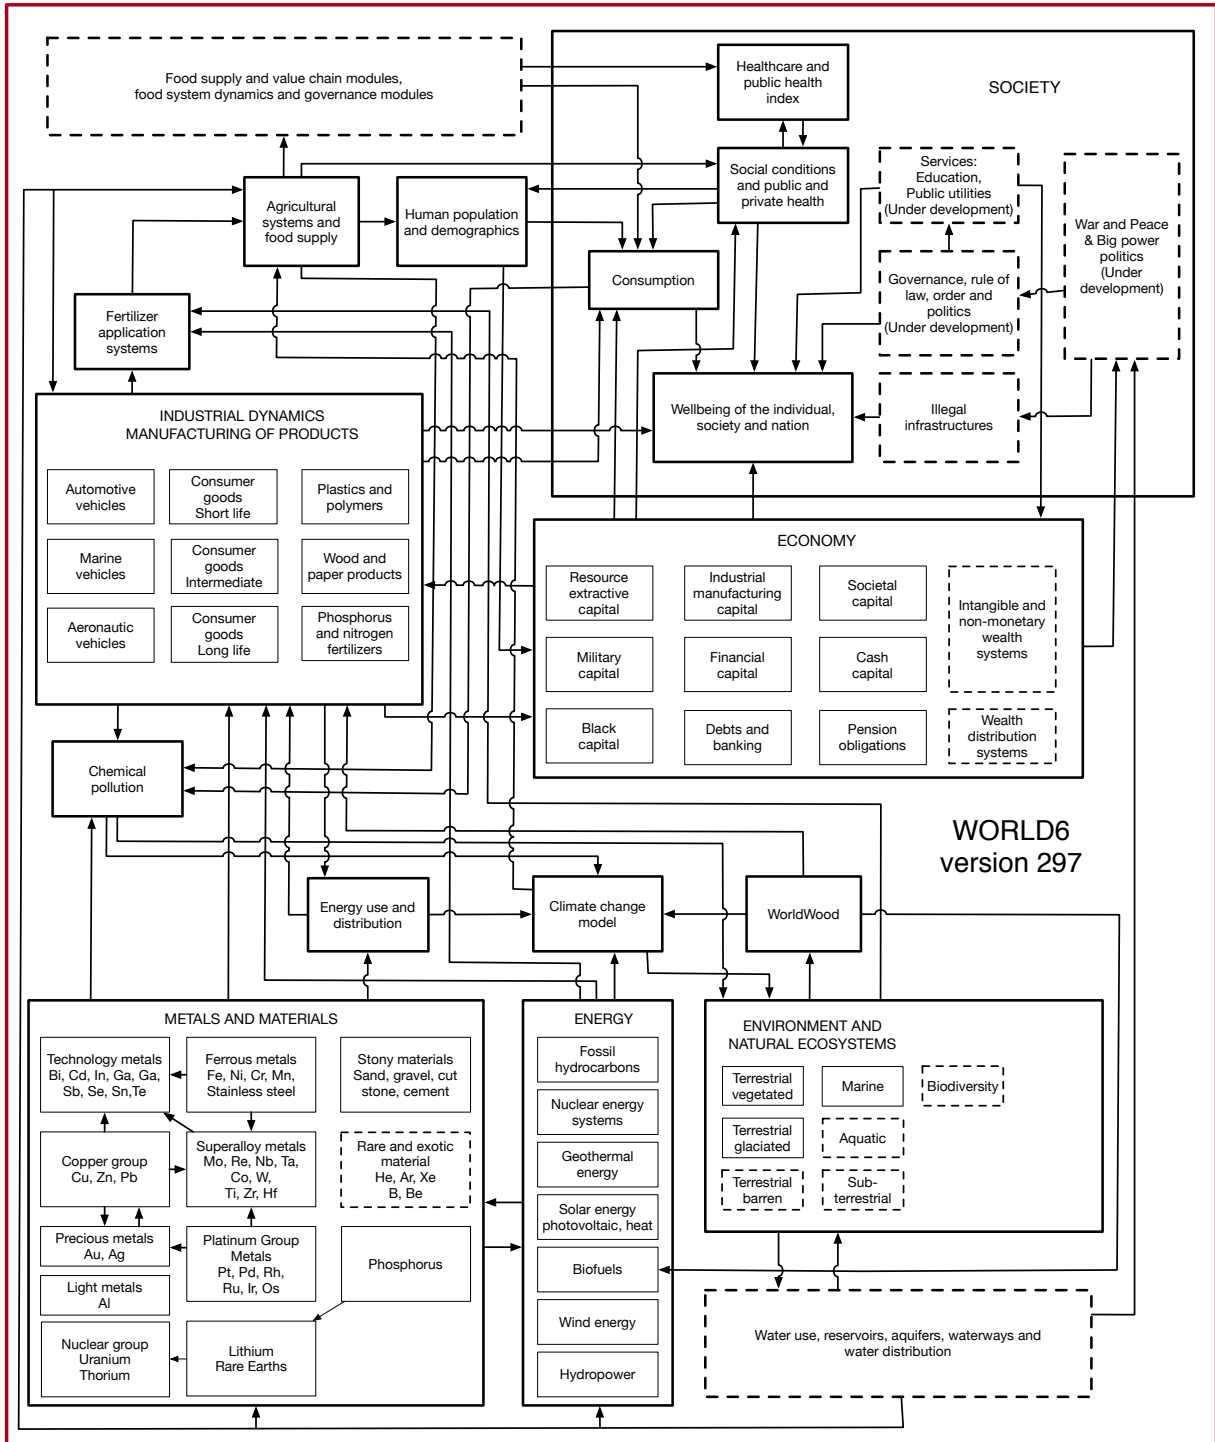 Food supply and value chain modules,
food system dynamics and governance modules
Healthcare and
public health
index
SOCIETY
Agricultural
systems and
food supply
Human population
and demographics
Social conditions
and public and
private health
Services:
Education,
Public utilities
(Under development)
War and Peace
& Big power
politics
(Under
development)
Consumption
Governance, rule of
law, order and
politics
(Under development)
Fertilizer
application
systems
Wellbeing of the individual,
society and nation
Illegal
infrastructures
INDUSTRIAL DYNAMICS
MANUFACTURING OF PRODUCTS
Automotive
vehicles
Consumer
goods
Short life
Plastics and
polymers
Marine
vehicles
Consumer
goods
Intermediate
Wood and
paper products
Aeronautic
vehicles
Consumer
goods
Long life
Phosphorus
and nitrogen
fertilizers
ECONOMY
Resource
extractive
capital
Industrial
manufacturing
capital
Societal
capital
Intangible and
non-monetary
wealth
systems
Military
capital
Financial
capital
Cash
capital
Black
capital
Debts and
banking
Pension
obligations
Wealth
distribution
systems
Chemical
pollution
WORLD6
version 297
Energy use and
distribution
Climate change
model
WorldWood
METALS AND MATERIALS
Technology metals
Bi, Cd, In, Ga, Ga,
Sb, Se, Sn,Te
Ferrous metals
Fe, Ni, Cr, Mn,
Stainless steel
Stony materials
Sand, gravel, cut
stone, cement
Copper group
Cu, Zn, Pb
Superalloy metals
Mo, Re, Nb, Ta,
Co, W,
Ti, Zr, Hf
Rare and exotic
material
He, Ar, Xe
B, Be
Precious metals
Au, Ag
Platinum Group
Metals
Pt, Pd, Rh,
Ru, Ir, Os
Phosphorus
Light metals
Al
Nuclear group
Uranium
Thorium
Lithium
Rare Earths
ENERGY
Fossil
hydrocarbons
Nuclear energy
systems
Geothermal
energy
Solar energy
photovoltaic, heat
Biofuels
Wind energy
Hydropower
ENVIRONMENT AND
NATURAL ECOSYSTEMS
Terrestrial
vegetated
Marine
Biodiversity
Terrestrial
glaciated
Aquatic
Terrestrial
barren
Sub-
terrestrial
Water use, reservoirs, aquifers, waterways and
water distribution